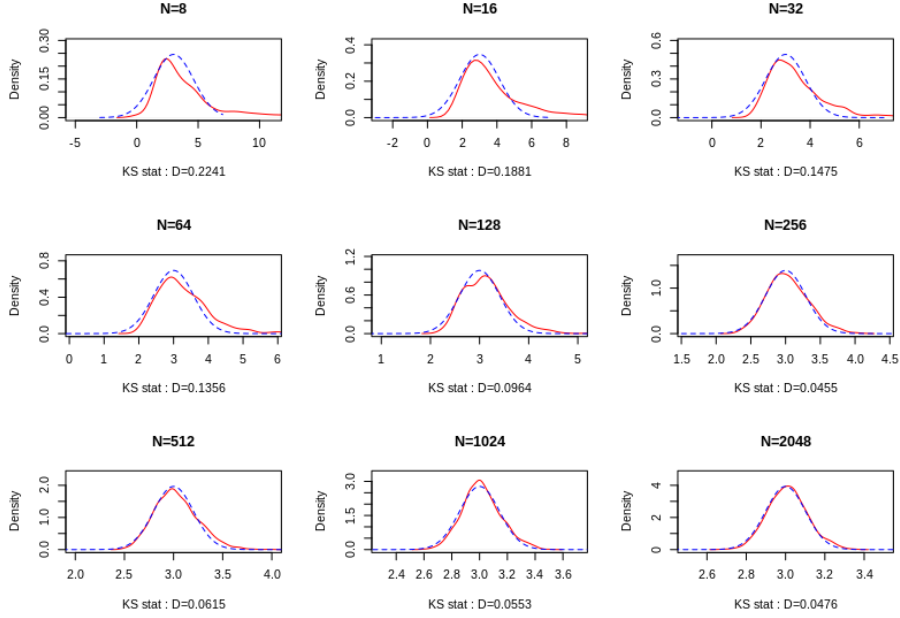 N=8
Density
0.00 0.15 0.30
-5 0 5 10
KS stat : D=0.2241
N=16
Density
0.0 0.2 0.4
-2 0 2 4 6 8
KS stat : D=0.1881
N=32
Density
0.0 0.3 0.6
0 2 4 6
KS stat : D=0.1475
N=64
Density
0.0 0.4 0.8
0 1 2 3 4 5 6
KS stat : D=0.1356
N=128
Density
0.0 0.6 1.2
1 2 3 4 5
KS stat : D=0.0964
N=256
Density
0.0 1.0
1.5 2.0 2.5 3.0 3.5 4.0 4.5
KS stat : D=0.0455
N=512
Density
0.0 1.0 2.0
2.0 2.5 3.0 3.5 4.0
KS stat : D=0.0615
N=1024
Density
0.0 1.5 3.0
2.4 2.6 2.8 3.0 3.2 3.4 3.6
KS stat : D=0.0553
N=2048
Density
0 2 4
2.6 2.8 3.0 3.2 3.4
KS stat : D=0.0476